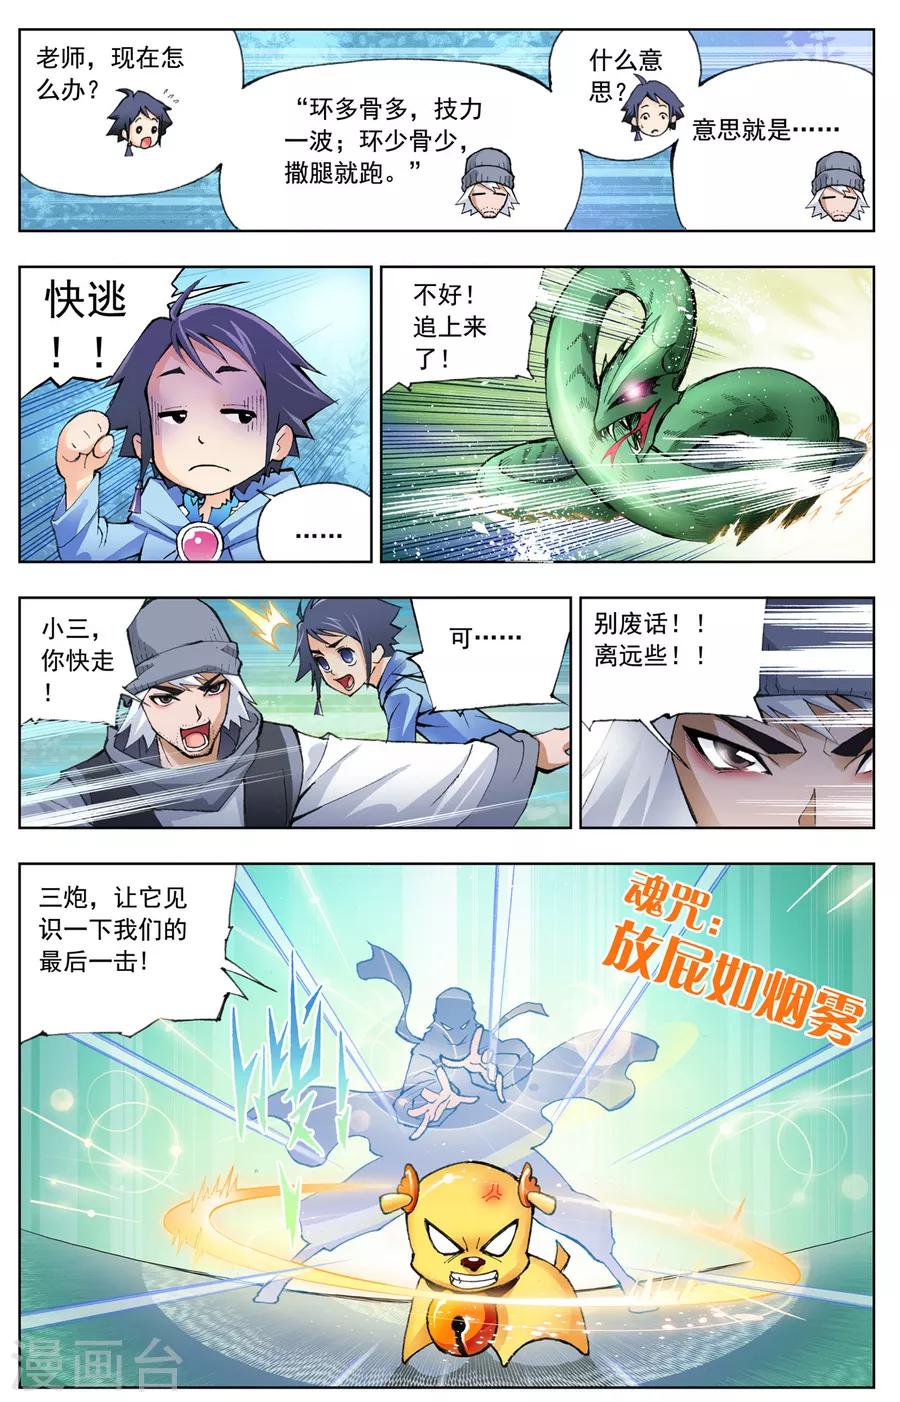 老师，现在怎
么办？
“环多骨多，技力
一波；环少骨少，
撒腿就跑。”
什么意
思？
意思就是……
快逃
！！
……
不好！
追上来
了！
小三，
你快走
！
可……
别废话！！
离远些！！
三炮，让它见
识一下我们的
最后一击！
魂咒：
放屁如烟雾
漫画台